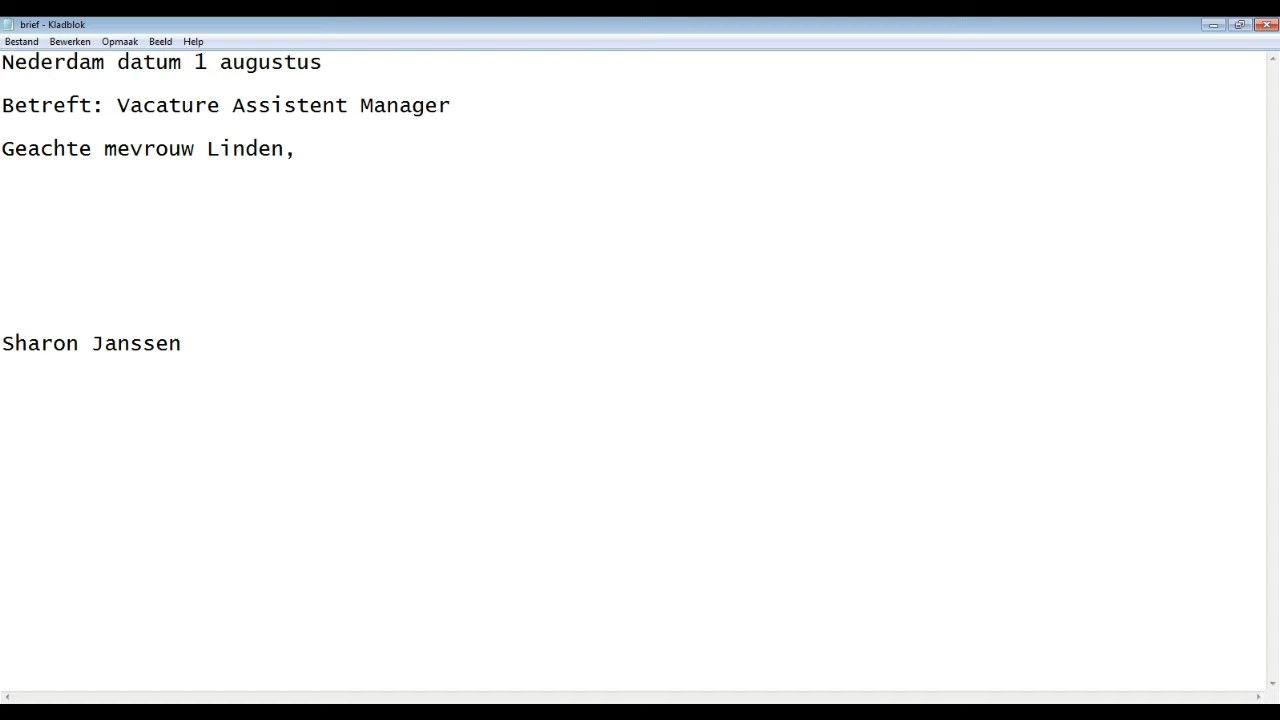 brief - Kladblok
Bestand Bewerken Opmaak Beeld Help
Nederdam datum 1 augustus
Betreft: Vacature Assistent Manager
Geachte mevrouw Linden,
Sharon Janssen